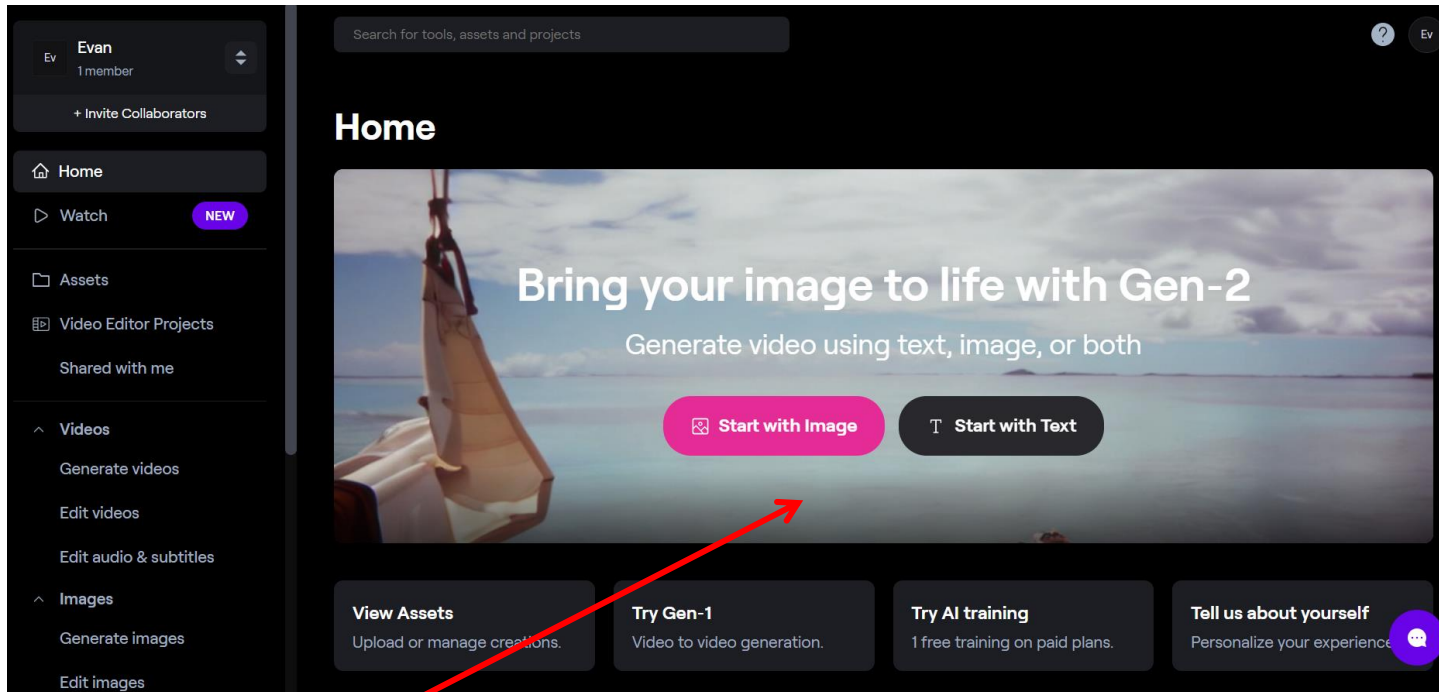 Ev
Evan
1 member
+ Invite Collaborators
Home
Watch
NEW
Assets
Video Editor Projects
Shared with me
Videos
Generate videos
Edit videos
Edit audio & subtitles
Images
Generate images
Edit images
Search for tools, assets and projects
?
Ev
Home
Bring your image to life with Gen-2
Generate video using text, image, or both
Start with Image
T Start with Text
View Assets
Upload or manage creations.
Try Gen-1
Video to video generation.
Try AI training
1 free training on paid plans.
Tell us about yourself
Personalize your experience